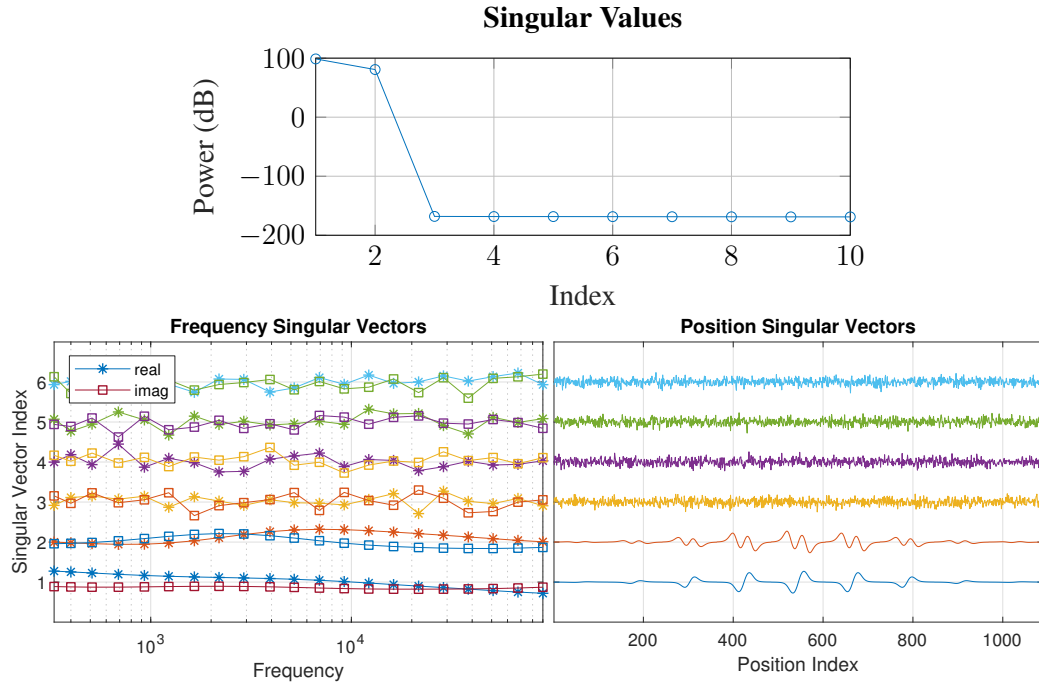 Singular Values
100
0
−100
−200
Power (dB)
2
4
6
8
10
Index
Frequency Singular Vectors
Position Singular Vectors
real
imag
6
5
4
3
2
1
Singular Vector Index
10^3
10^4
Frequency
200
400
600
800
1000
Position Index